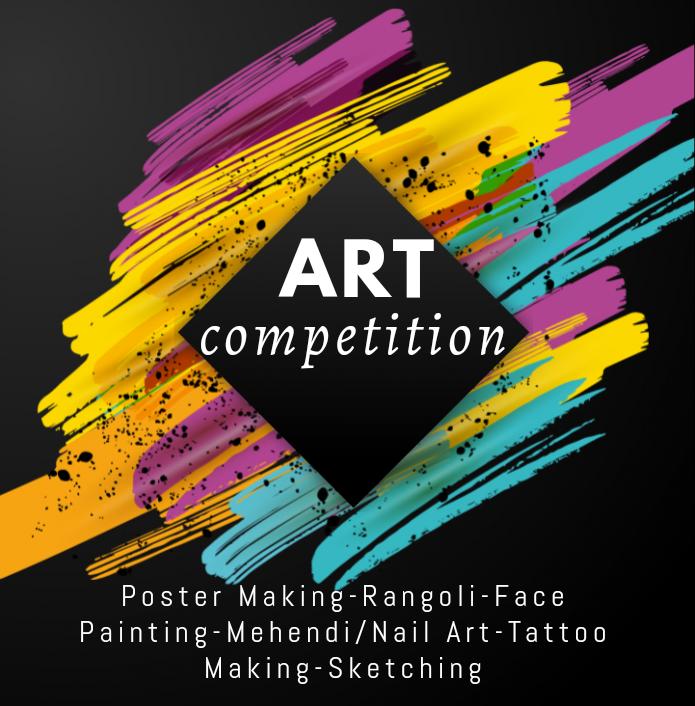 ART
competition
Poster Making-Rangoli-Face
Painting-Mehendi/Nail Art-Tattoo
Making-Sketching